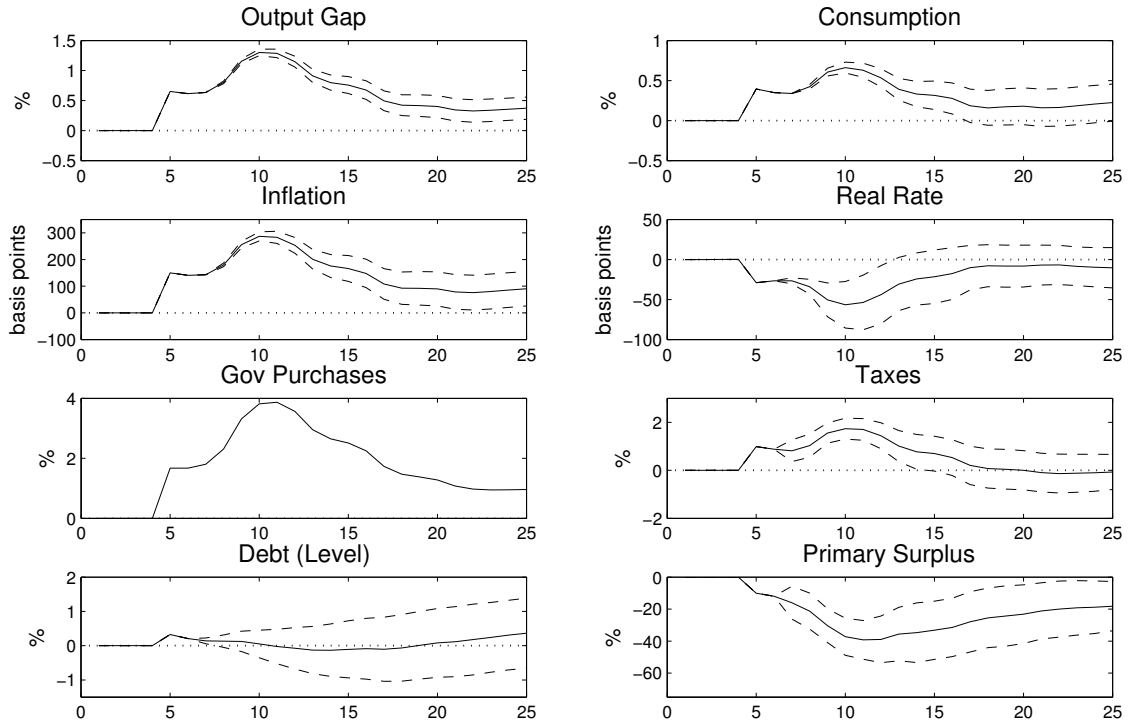 Output Gap
1.5
1
0.5
0
−0.5
%
0 5 10 15 20 25
Consumption
1
0.5
0
−0.5
%
0 5 10 15 20 25
Inflation
300
200
100
0
−100
basis points
0 5 10 15 20 25
Real Rate
50
0
−50
−100
basis points
0 5 10 15 20 25
Gov Purchases
4
2
0
%
0 5 10 15 20 25
Taxes
2
0
−2
%
0 5 10 15 20 25
Debt (Level)
2
1
0
−1
%
0 5 10 15 20 25
Primary Surplus
0
−20
−40
−60
%
0 5 10 15 20 25